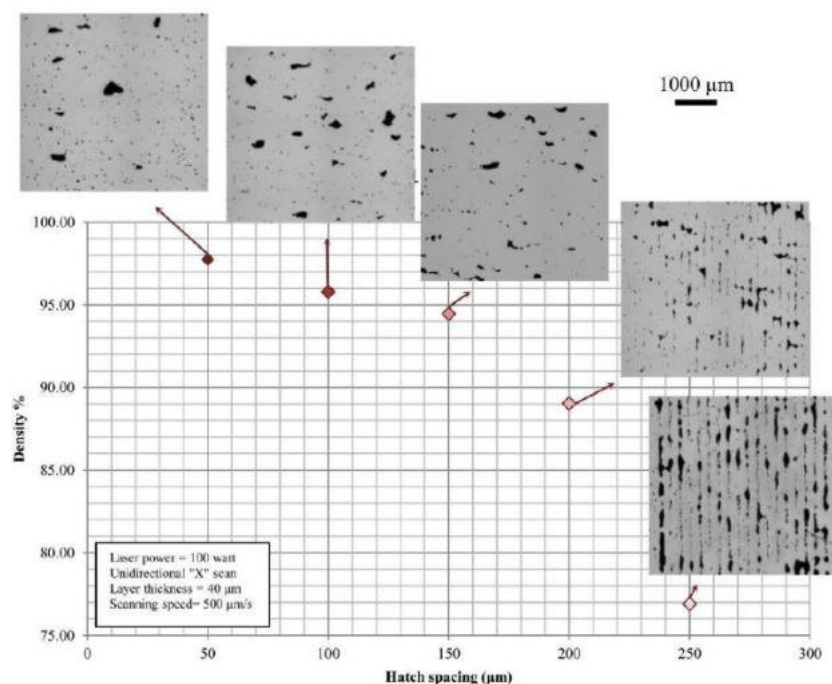 1000 µm
100.00
95.00
90.00
85.00
80.00
75.00
Density %
Laser power = 100 watt
Unidirectional "X" scan
Layer thickness = 40 µm
Scanning speed= 500 µm/s
0 50 100 150 200 250 300
Hatch spacing (µm)